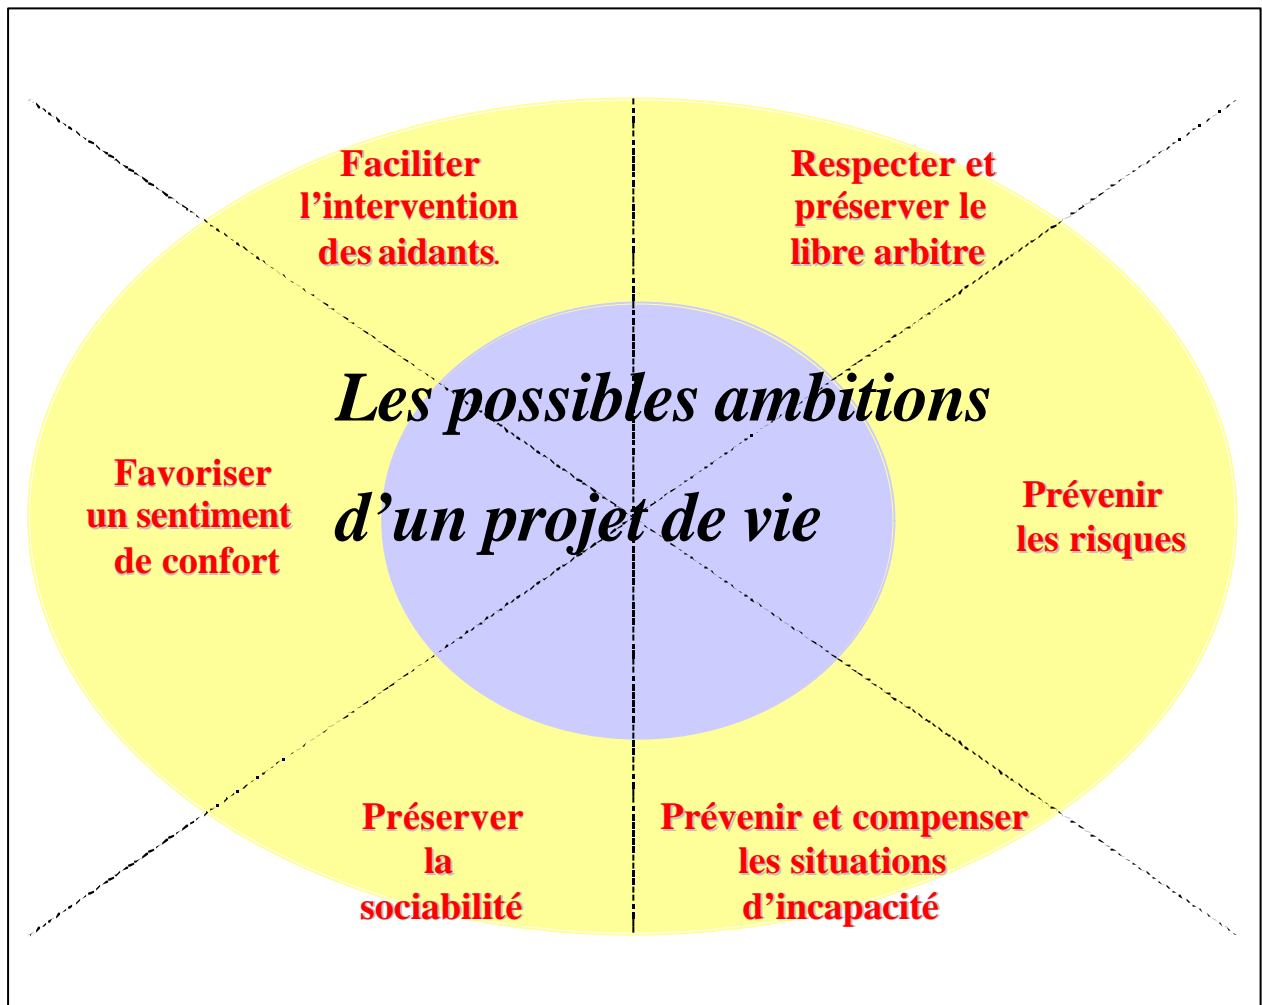 Faciliter
l’intervention
des aidants.
Respecter et
préserver le
libre arbitre
Les possibles ambitions
d’un projet de vie
Favoriser
un sentiment
de confort
Prévenir
les risques
Préserver
la
sociabilité
Prévenir et compenser
les situations
d’incapacité